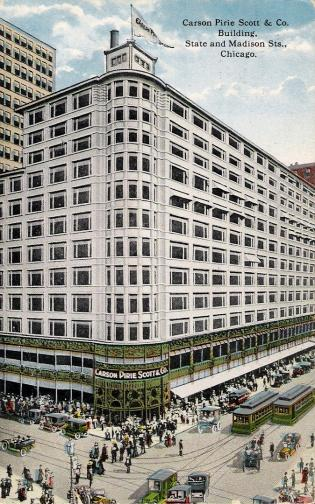 Carson Pirie Scott & Co.
Building,
State and Madison Sts.,
Chicago.
CARSON PIRIE SCOTT & CO.